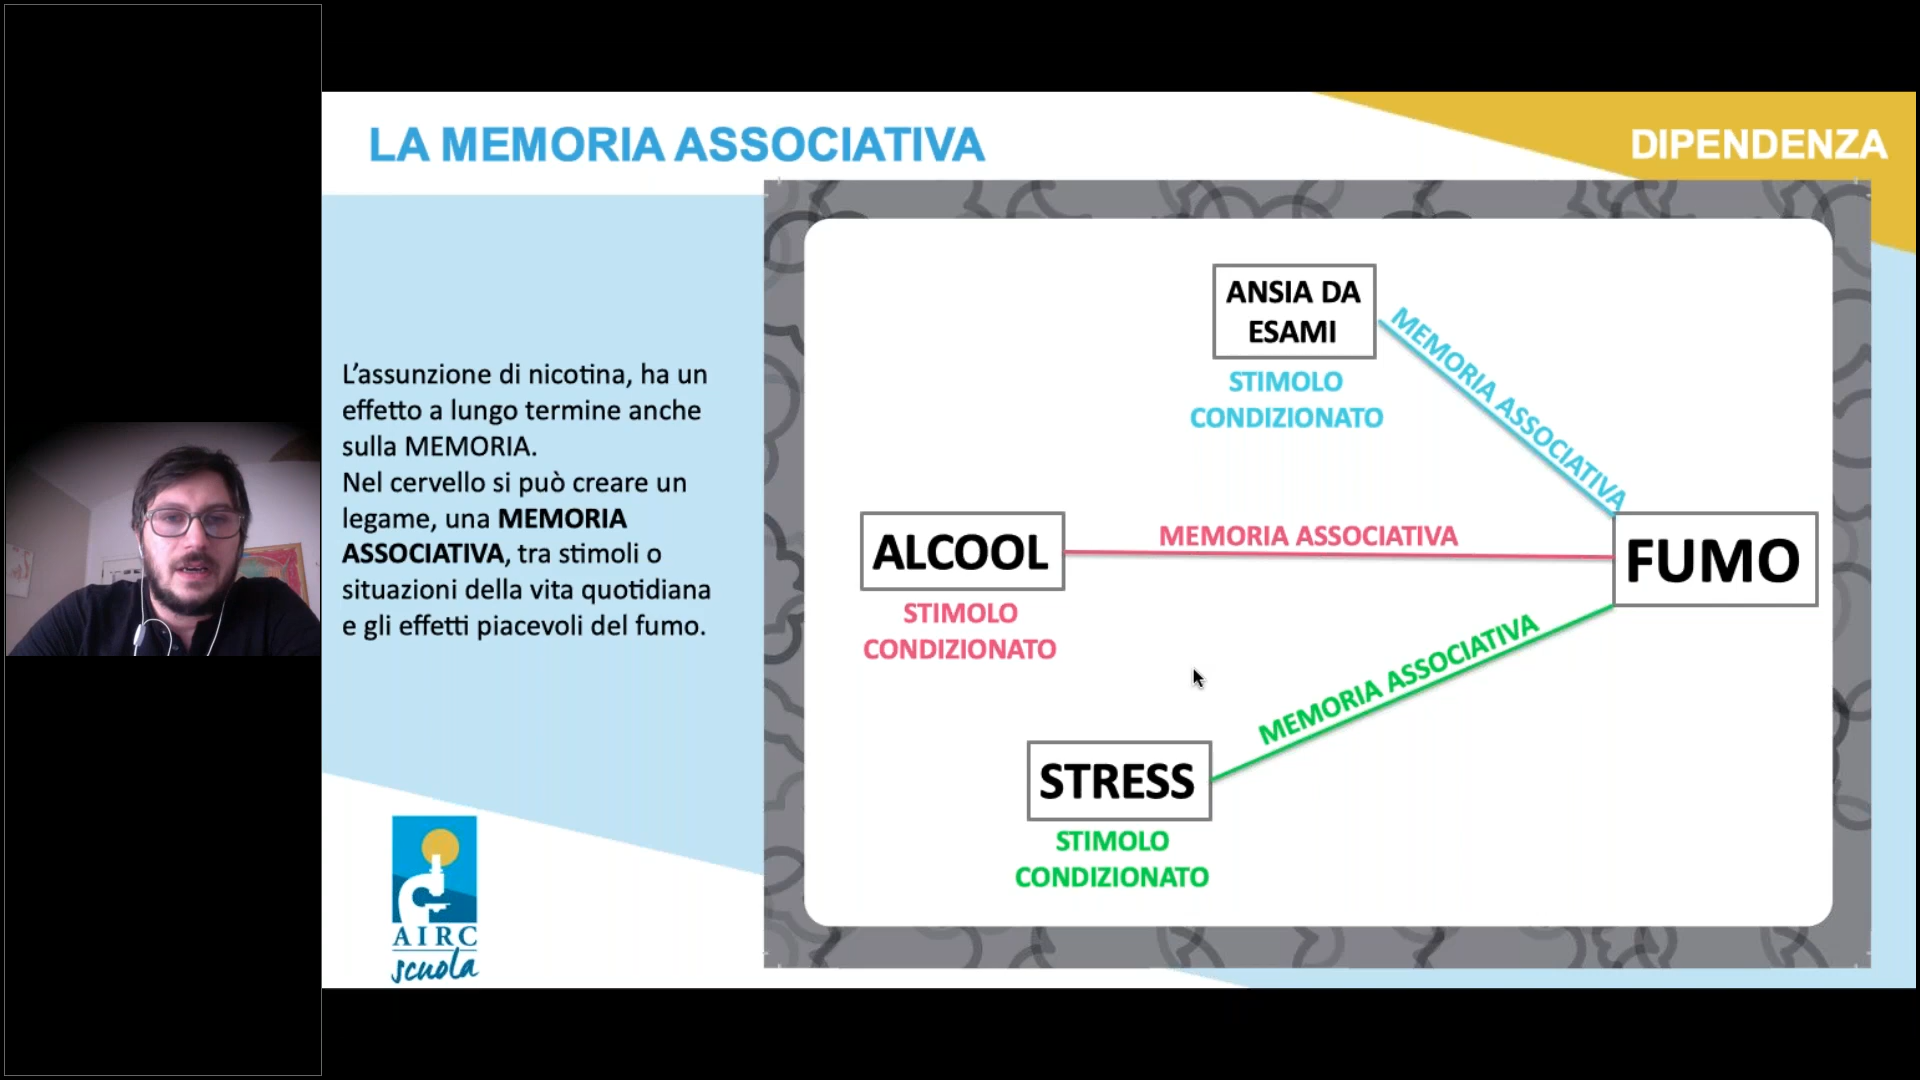 LA MEMORIA ASSOCIATIVA
DIPENDENZA
L'assunzione di nicotina, ha un
effetto a lungo termine anche
sulla MEMORIA.
Nel cervello si può creare un
legame, una MEMORIA
ASSOCIATIVA, tra stimoli o
situazioni della vita quotidiana
e gli effetti piacevoli del fumo.
ANSIA DA
ESAMI
STIMOLO
CONDIZIONATO
MEMORIA ASSOCIATIVA
ALCOOL
STIMOLO
CONDIZIONATO
MEMORIA ASSOCIATIVA
FUMO
STRESS
STIMOLO
CONDIZIONATO
MEMORIA ASSOCIATIVA
AIRC
scuola